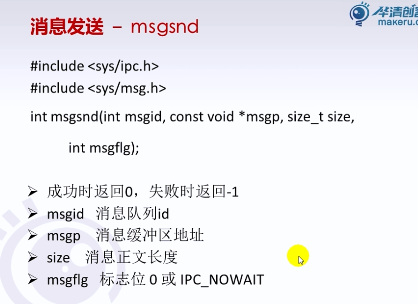 华清创客
makeru.c
消息发送 – msgsnd
#include <sys/ipc.h>
#include <sys/msg.h>
int msgsnd(int msgid, const void *msgp, size_t size,
int msgflg);
➢ 成功时返回0，失败时返回-1
➢ msgid 消息队列id
➢ msgp 消息缓冲区地址
➢ size 消息正文长度
➢ msgflg 标志位 0 或 IPC_NOWAIT